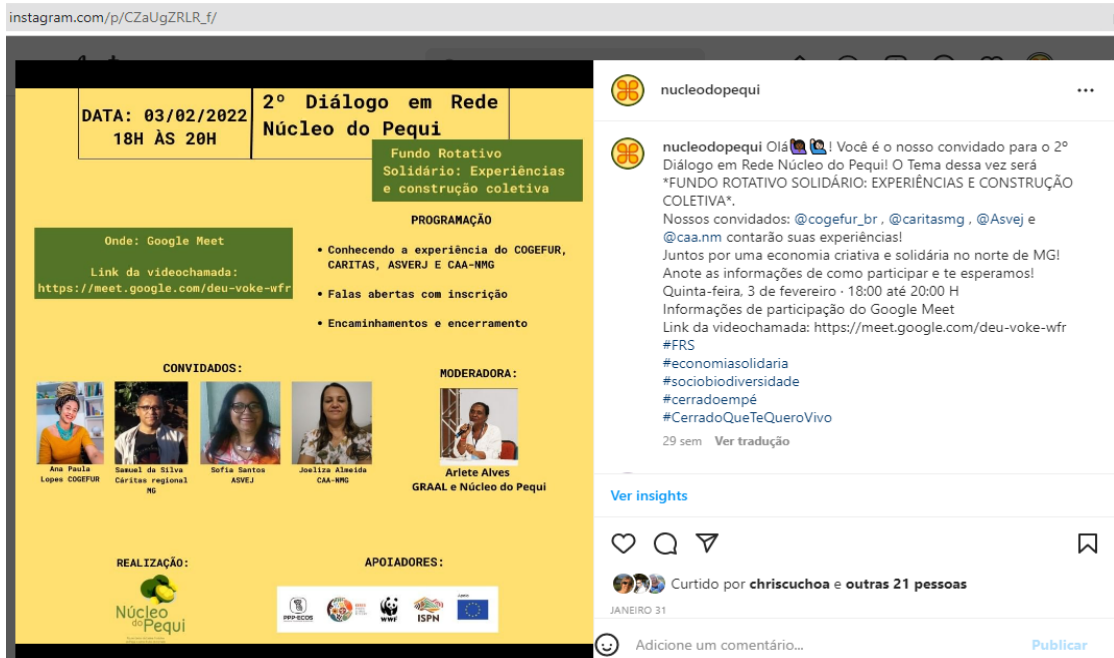 instagram.com/p/CZaUgZRLR_f/
DATA: 03/02/2022
18H ÀS 20H
2º Diálogo em Rede
Núcleo do Pequi
Fundo Rotativo
Solidário: Experiências
e construção coletiva
Onde: Google Meet
Link da videochamada:
https://meet.google.com/deu-voke-wfr
PROGRAMAÇÃO
• Conhecendo a experiência do COGEFUR,
CARITAS, ASVERJ E CAA-NMG
• Falas abertas com inscrição
• Encaminhamentos e encerramento
CONVIDADOS:
Ana Paula
Lopes COGEFUR
Samuel da Silva
Cáritas regional
MG
Sofia Santos
ASVEJ
Joeliza Almeida
CAA-NMG
MODERADORA:
Arlete Alves
GRAAL e Núcleo do Pequi
REALIZAÇÃO:
Núcleo
do Pequi
APOIADORES:
PPP-ECOS
WWF
ISPN
nucleodopequi
nucleodopequi Olá🙋🏿‍♀️🙋🏻! Você é o nosso convidado para o 2º
Diálogo em Rede Núcleo do Pequi! O Tema dessa vez será
*FUNDO ROTATIVO SOLIDÁRIO: EXPERIÊNCIAS E CONSTRUÇÃO
COLETIVA*.
Nossos convidados: @cogefur_br , @caritasmg , @Asvej e
@caa.nm contarão suas experiências!
Juntos por uma economia criativa e solidária no norte de MG!
Anote as informações de como participar e te esperamos!
Quinta-feira, 3 de fevereiro · 18:00 até 20:00 H
Informações de participação do Google Meet
Link da videochamada: https://meet.google.com/deu-voke-wfr
#FRS
#economiasolidaria
#sociobiodiversidade
#cerradoempé
#CerradoQueTeQueroVivo
29 sem Ver tradução
Ver insights
Curtido por chriscuchoa e outras 21 pessoas
JANEIRO 31
Adicione um comentário...
Publicar